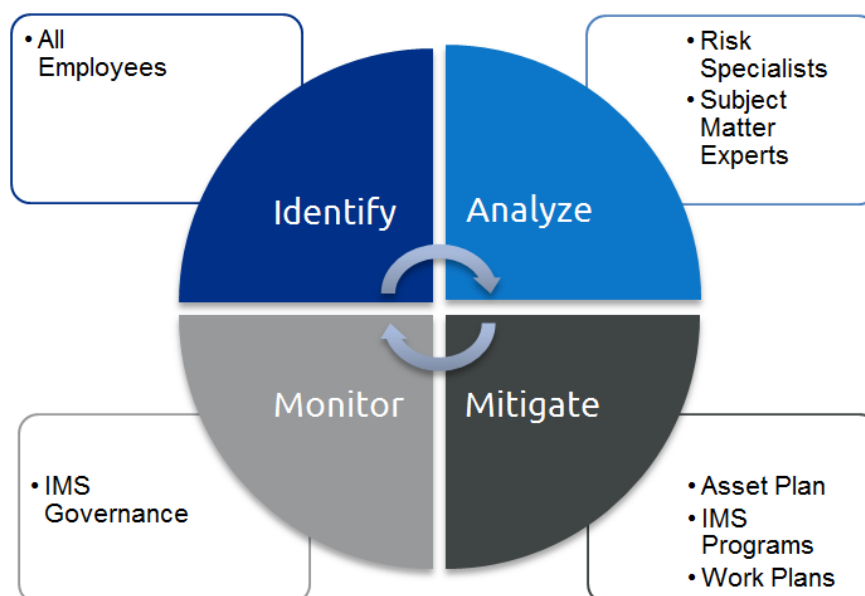 • All
Employees
• Risk
Specialists
• Subject
Matter
Experts
Identify
Analyze
Monitor
Mitigate
• IMS
Governance
• Asset Plan
• IMS
Programs
• Work Plans